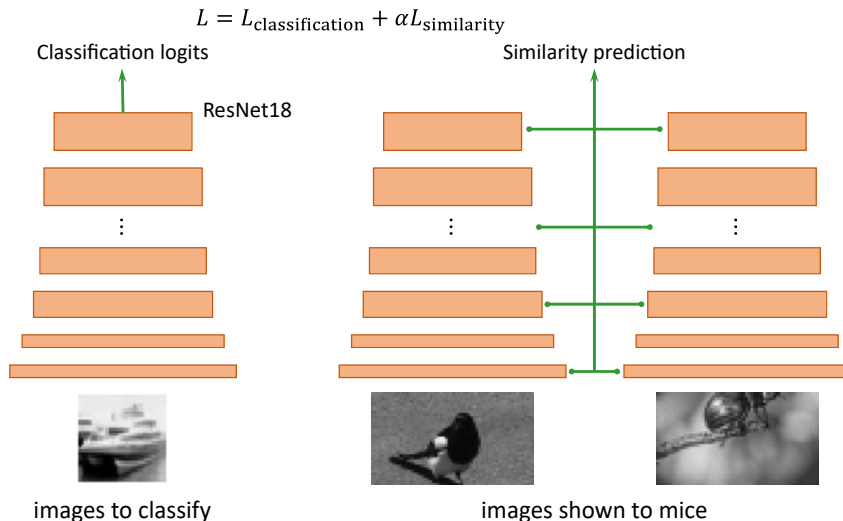 L = L_classification + αL_similarity
Classification logits
Similarity prediction
ResNet18
⋮
⋮
⋮
images to classify
images shown to mice